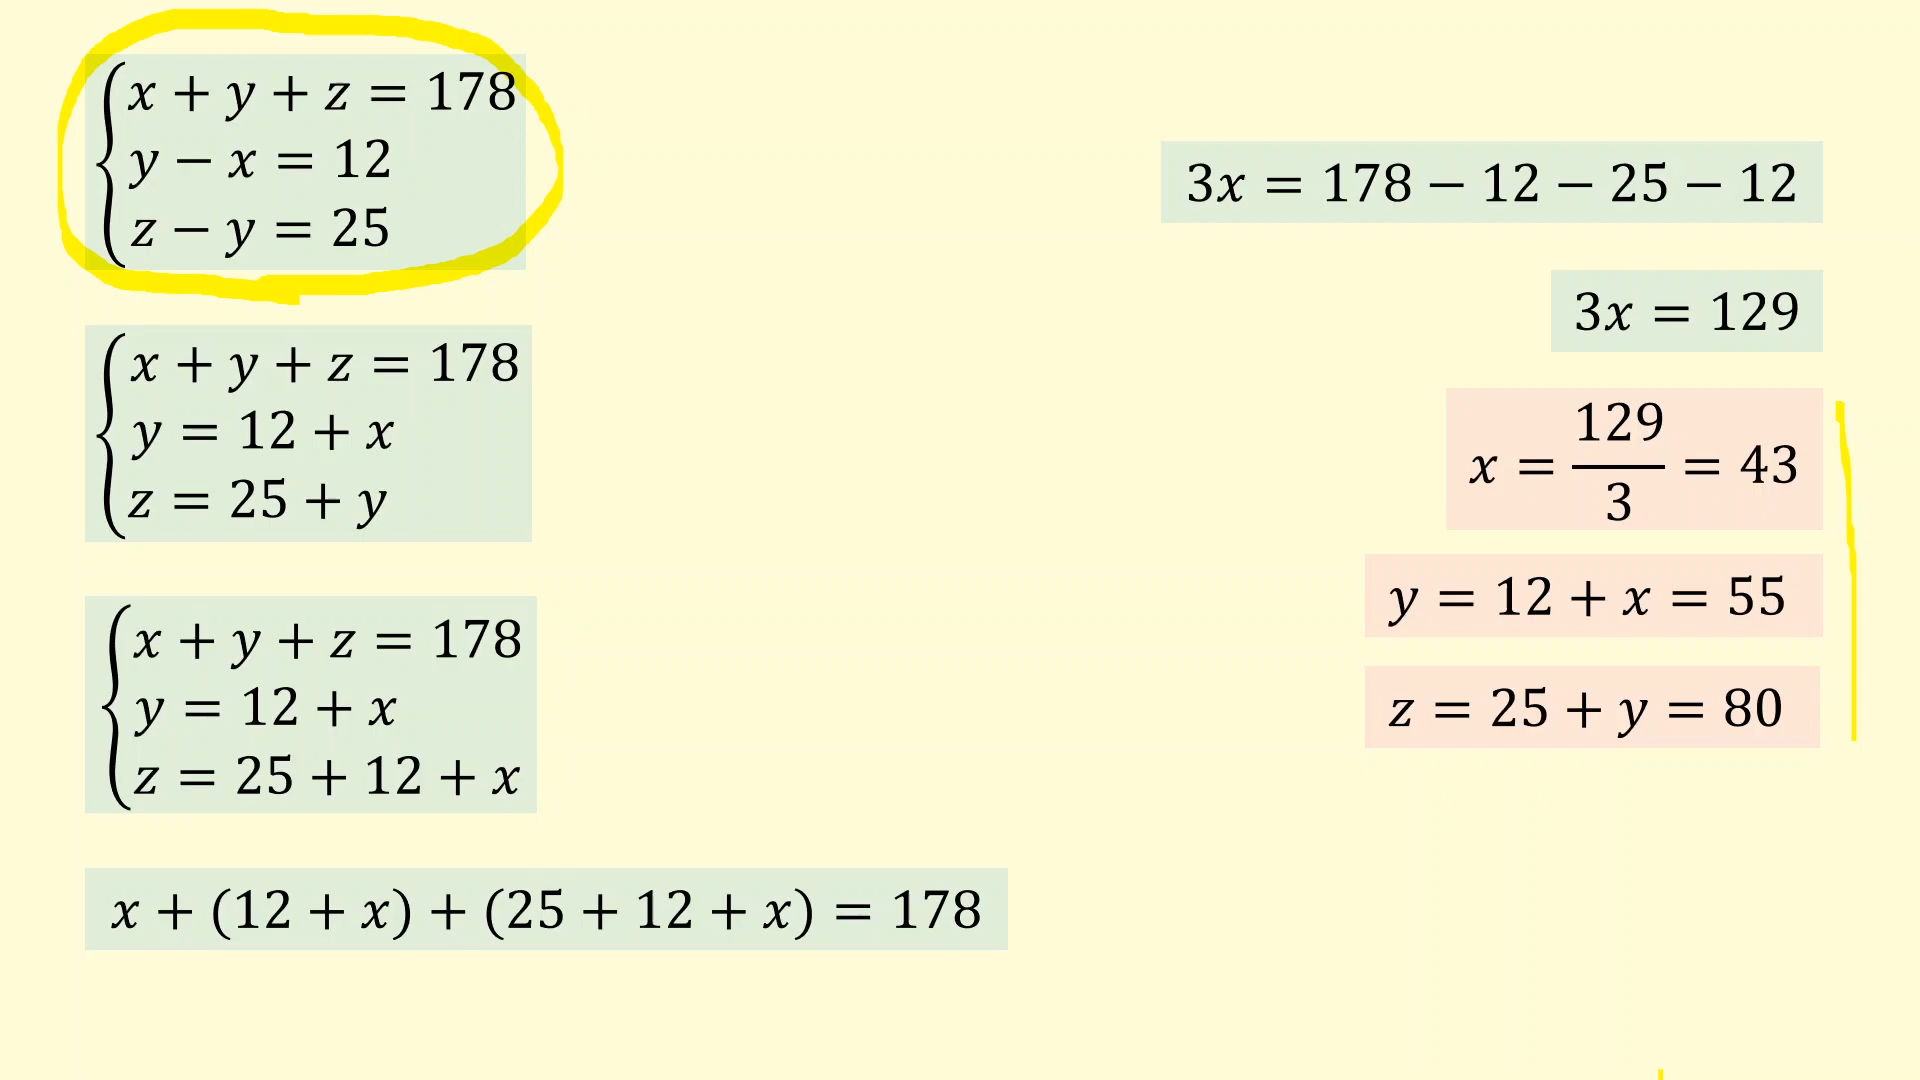 x + y + z = 178
y − x = 12
z − y = 25
x + y + z = 178
y = 12 + x
z = 25 + y
x + y + z = 178
y = 12 + x
z = 25 + 12 + x
x + (12 + x) + (25 + 12 + x) = 178
3x = 178 − 12 − 25 − 12
3x = 129
x = 129/3 = 43
y = 12 + x = 55
z = 25 + y = 80